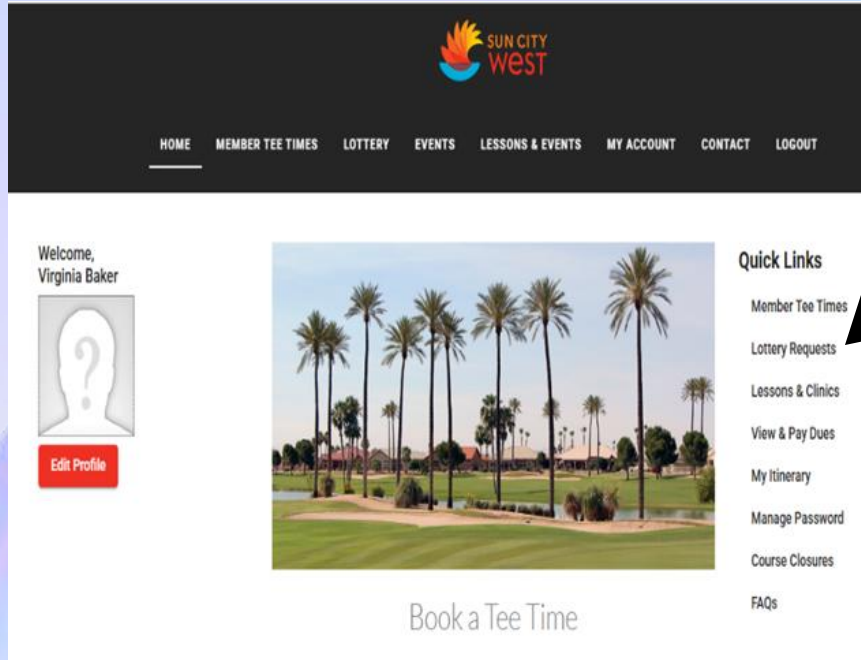 SUN CITY
WEST
HOME MEMBER TEE TIMES LOTTERY EVENTS LESSONS & EVENTS MY ACCOUNT CONTACT LOGOUT
Welcome,
Virginia Baker
?
Edit Profile
Book a Tee Time
Quick Links
Member Tee Times
Lottery Requests
Lessons & Clinics
View & Pay Dues
My Itinerary
Manage Password
Course Closures
FAQs